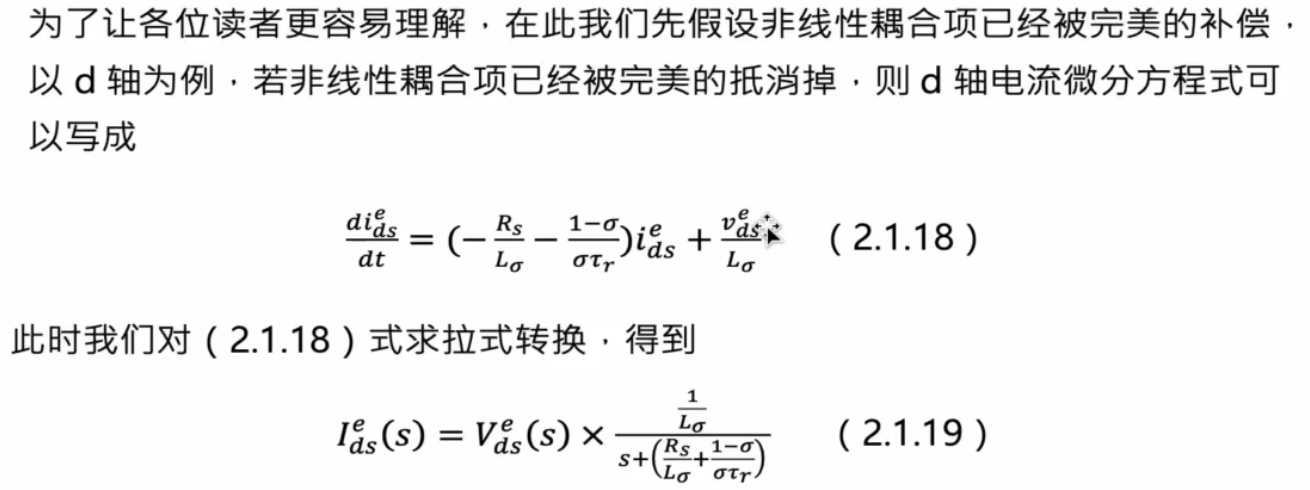 为了让各位读者更容易理解，在此我们先假设非线性耦合项已经被完美的补偿，
以 d 轴为例，若非线性耦合项已经被完美的抵消掉，则 d 轴电流微分方程式可
以写成
$\frac{di_{ds}^{e}}{dt} = (-\frac{R_s}{L_\sigma} - \frac{1-\sigma}{\sigma\tau_r})i_{ds}^{e} + \frac{v_{ds}^{e}}{L_\sigma}$ （2.1.18）
此时我们对（2.1.18）式求拉式转换，得到
$I_{ds}^{e}(s) = V_{ds}^{e}(s) \times \frac{\frac{1}{L_\sigma}}{s+\left(\frac{R_s}{L_\sigma}+\frac{1-\sigma}{\sigma\tau_r}\right)}$ （2.1.19）